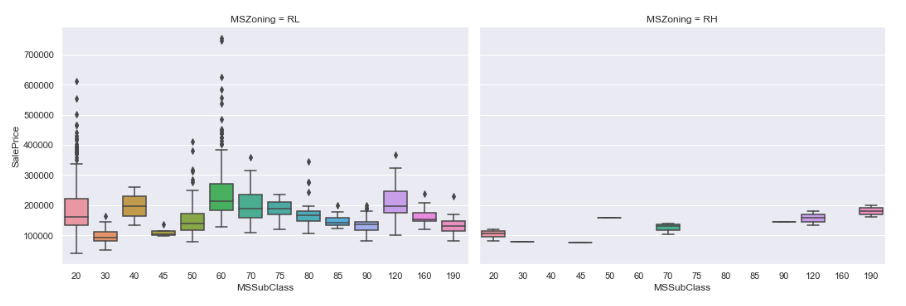 MSZoning = RL
MSZoning = RH
SalePrice
700000
600000
500000
400000
300000
200000
100000
20 30 40 45 50 60 70 75 80 85 90 120 160 190
20 30 40 45 50 60 70 75 80 85 90 120 160 190
MSSubClass
MSSubClass